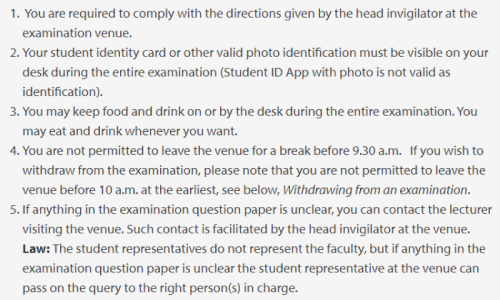 1. You are required to comply with the directions given by the head invigilator at the
examination venue.
2. Your student identity card or other valid photo identification must be visible on your
desk during the entire examination (Student ID App with photo is not valid as
identification).
3. You may keep food and drink on or by the desk during the entire examination. You
may eat and drink whenever you want.
4. You are not permitted to leave the venue for a break before 9.30 a.m. If you wish to
withdraw from the examination, please note that you are not permitted to leave the
venue before 10 a.m. at the earliest, see below, Withdrawing from an examination.
5. If anything in the examination question paper is unclear, you can contact the lecturer
visiting the venue. Such contact is facilitated by the head invigilator at the venue.
Law: The student representatives do not represent the faculty, but if anything in the
examination question paper is unclear the student representative at the venue can
pass on the query to the right person(s) in charge.